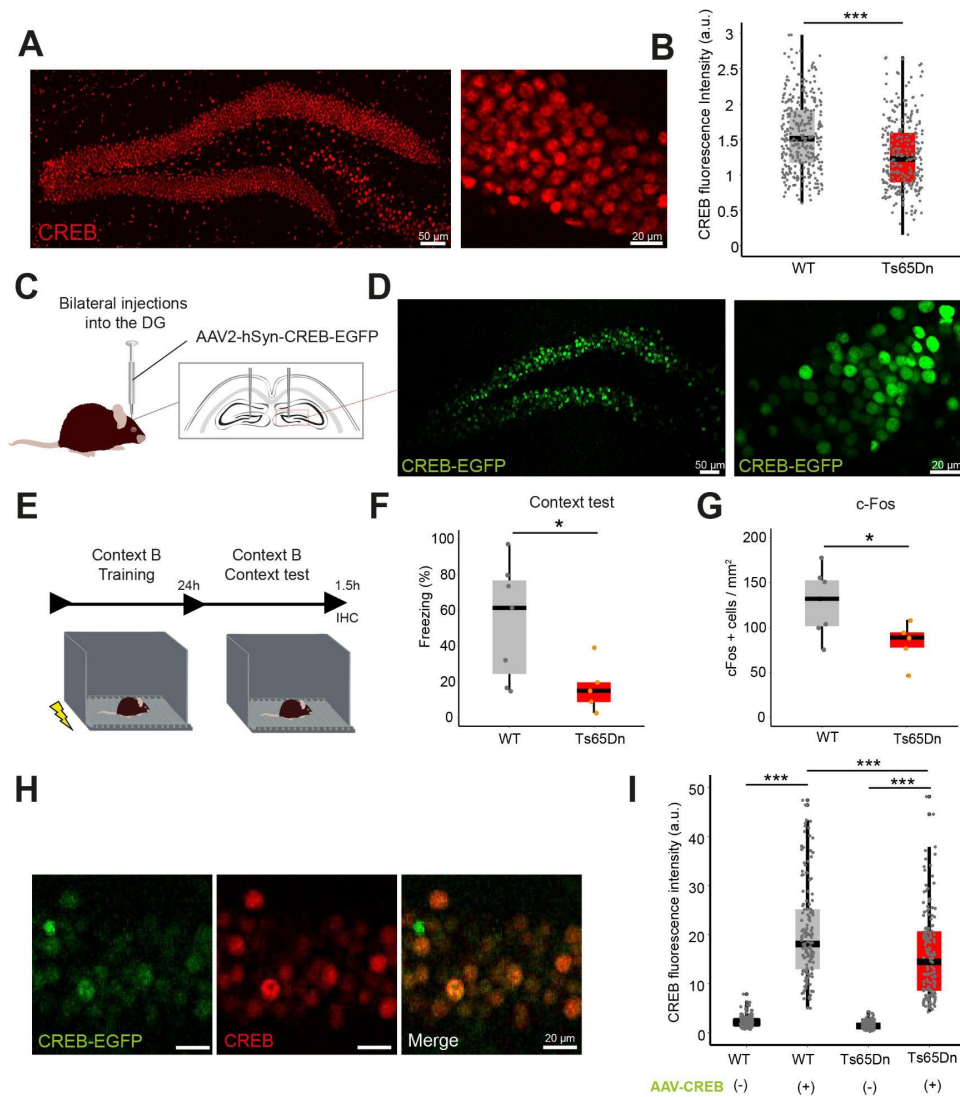 A
CREB
50 µm
20 µm
B
***
CREB fluorescence Intensity (a.u.)
3
2.5
2
1.5
1
0.5
0
WT
Ts65Dn
C
Bilateral injections
into the DG
AAV2-hSyn-CREB-EGFP
D
CREB-EGFP
50 µm
CREB-EGFP
20 µm
E
Context B
Training
24h
Context B
Context test
1.5h
IHC
F
Context test
*
Freezing (%)
100
80
60
40
20
0
WT
Ts65Dn
G
c-Fos
*
cFos + cells / mm²
200
150
100
50
0
WT
Ts65Dn
H
CREB-EGFP
CREB
Merge
20 µm
I
***
***
***
CREB fluorescence intensity (a.u.)
50
40
30
20
10
0
WT
WT
Ts65Dn
Ts65Dn
AAV-CREB
(-)
(+)
(-)
(+)